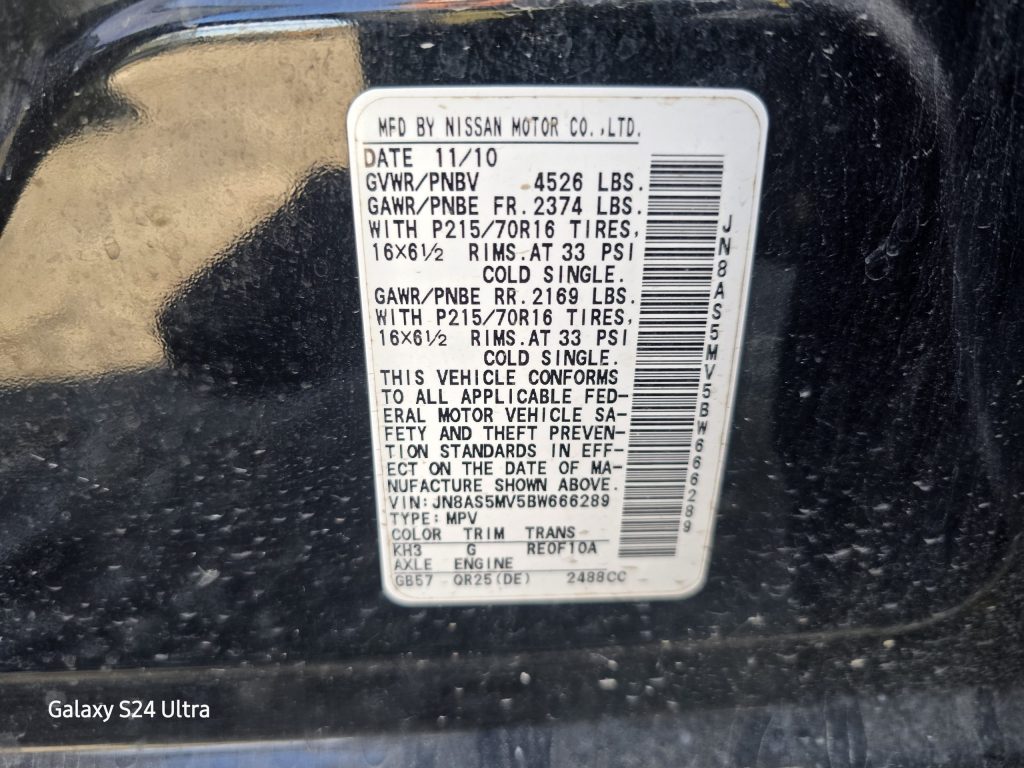 MFD BY NISSAN MOTOR CO.,LTD.
DATE 11/10
GVWR/PNBV 4526 LBS.
GAWR/PNBE FR. 2374 LBS.
WITH P215/70R16 TIRES,
16×6½ RIMS.AT 33 PSI
COLD SINGLE.
GAWR/PNBE RR. 2169 LBS.
WITH P215/70R16 TIRES,
16×6½ RIMS.AT 33 PSI
COLD SINGLE.
THIS VEHICLE CONFORMS
TO ALL APPLICABLE FED-
ERAL MOTOR VEHICLE SA-
FETY AND THEFT PREVEN-
TION STANDARDS IN EFF-
ECT ON THE DATE OF MA-
NUFACTURE SHOWN ABOVE.
VIN: JN8AS5MV5BW666289
TYPE: MPV
COLOR TRIM TRANS
KH3 G RE0F10A
AXLE ENGINE
GB57 QR25(DE) 2488CC
JN8AS5MV5BW666289
Galaxy S24 Ultra